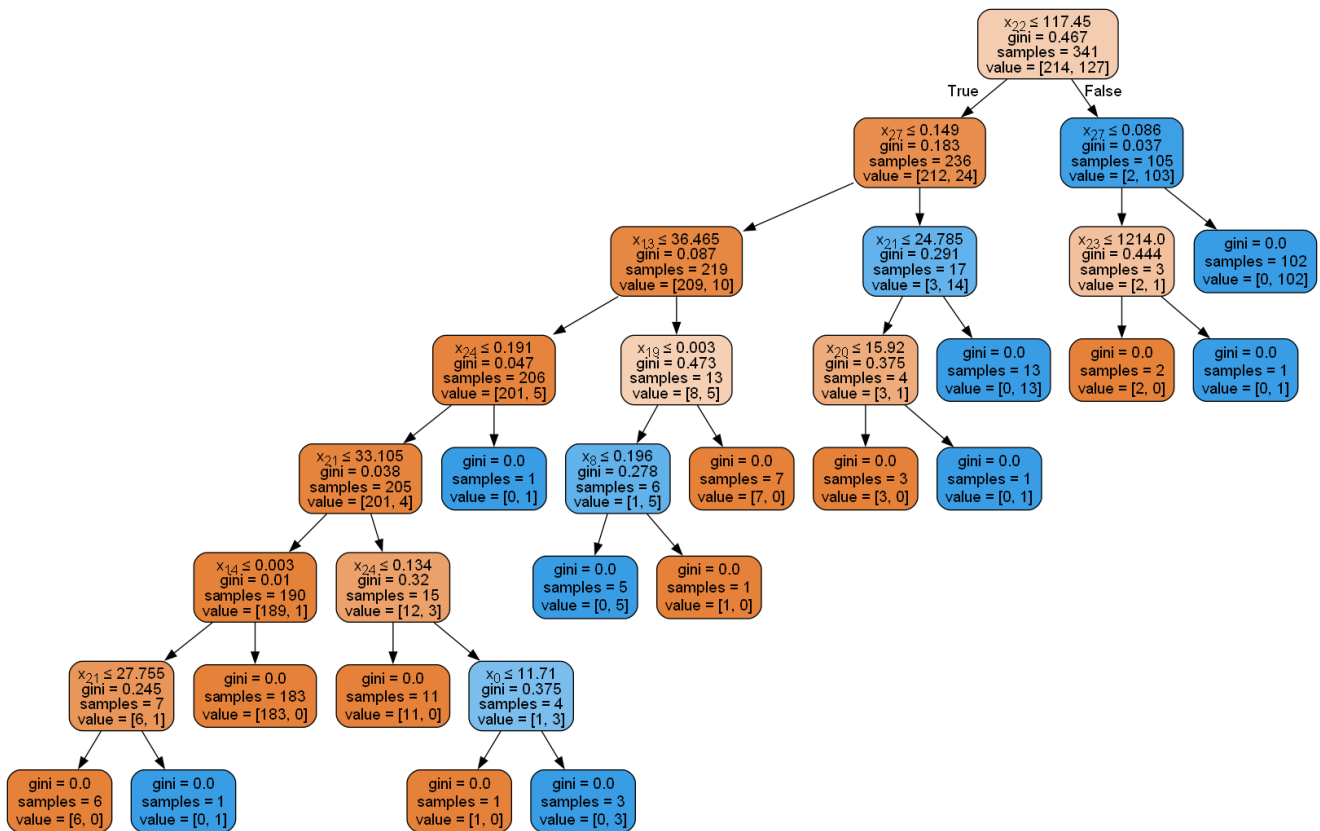 x₂₂ ≤ 117.45
gini = 0.467
samples = 341
value = [214, 127]
True
False
x₂₇ ≤ 0.149
gini = 0.183
samples = 236
value = [212, 24]
x₂₇ ≤ 0.086
gini = 0.037
samples = 105
value = [2, 103]
x₁₃ ≤ 36.465
gini = 0.087
samples = 219
value = [209, 10]
x₂₁ ≤ 24.785
gini = 0.291
samples = 17
value = [3, 14]
x₂₃ ≤ 1214.0
gini = 0.444
samples = 3
value = [2, 1]
gini = 0.0
samples = 102
value = [0, 102]
x₂₄ ≤ 0.191
gini = 0.047
samples = 206
value = [201, 5]
x₁₉ ≤ 0.003
gini = 0.473
samples = 13
value = [8, 5]
x₂₀ ≤ 15.92
gini = 0.375
samples = 4
value = [3, 1]
gini = 0.0
samples = 13
value = [0, 13]
gini = 0.0
samples = 2
value = [2, 0]
gini = 0.0
samples = 1
value = [0, 1]
x₂₁ ≤ 33.105
gini = 0.038
samples = 205
value = [201, 4]
gini = 0.0
samples = 1
value = [0, 1]
x₈ ≤ 0.196
gini = 0.278
samples = 6
value = [1, 5]
gini = 0.0
samples = 7
value = [7, 0]
gini = 0.0
samples = 3
value = [3, 0]
gini = 0.0
samples = 1
value = [0, 1]
x₁₄ ≤ 0.003
gini = 0.01
samples = 190
value = [189, 1]
x₂₄ ≤ 0.134
gini = 0.32
samples = 15
value = [12, 3]
gini = 0.0
samples = 5
value = [0, 5]
gini = 0.0
samples = 1
value = [1, 0]
x₂₁ ≤ 27.755
gini = 0.245
samples = 7
value = [6, 1]
gini = 0.0
samples = 183
value = [183, 0]
gini = 0.0
samples = 11
value = [11, 0]
x₀ ≤ 11.71
gini = 0.375
samples = 4
value = [1, 3]
gini = 0.0
samples = 6
value = [6, 0]
gini = 0.0
samples = 1
value = [0, 1]
gini = 0.0
samples = 1
value = [1, 0]
gini = 0.0
samples = 3
value = [0, 3]